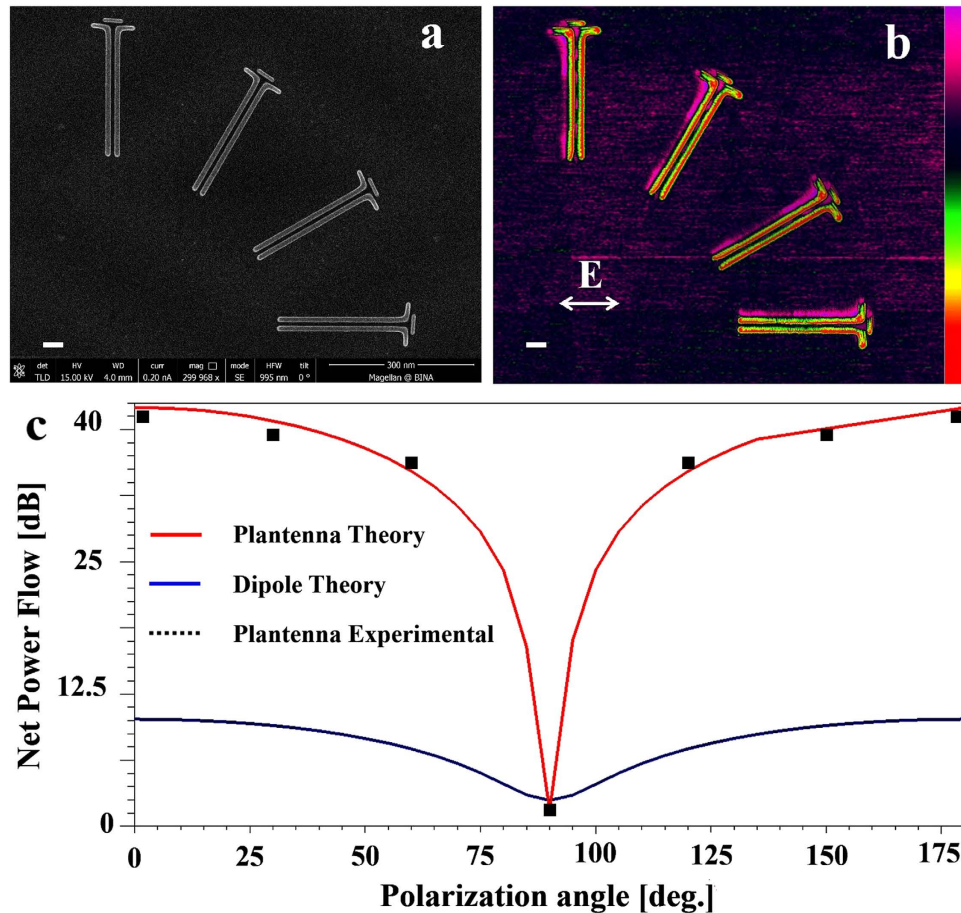 a
b
E
det HV WD curr mag □ mode HFW tilt
TLD 15.00 kV 4.0 mm 0.20 nA 299 968 x SE 995 nm 0 °
300 nm
Magellan @ BINA
c
Net Power Flow [dB]
40
25
12.5
0
Plantenna Theory
Dipole Theory
Plantenna Experimental
0 25 50 75 100 125 150 175
Polarization angle [deg.]